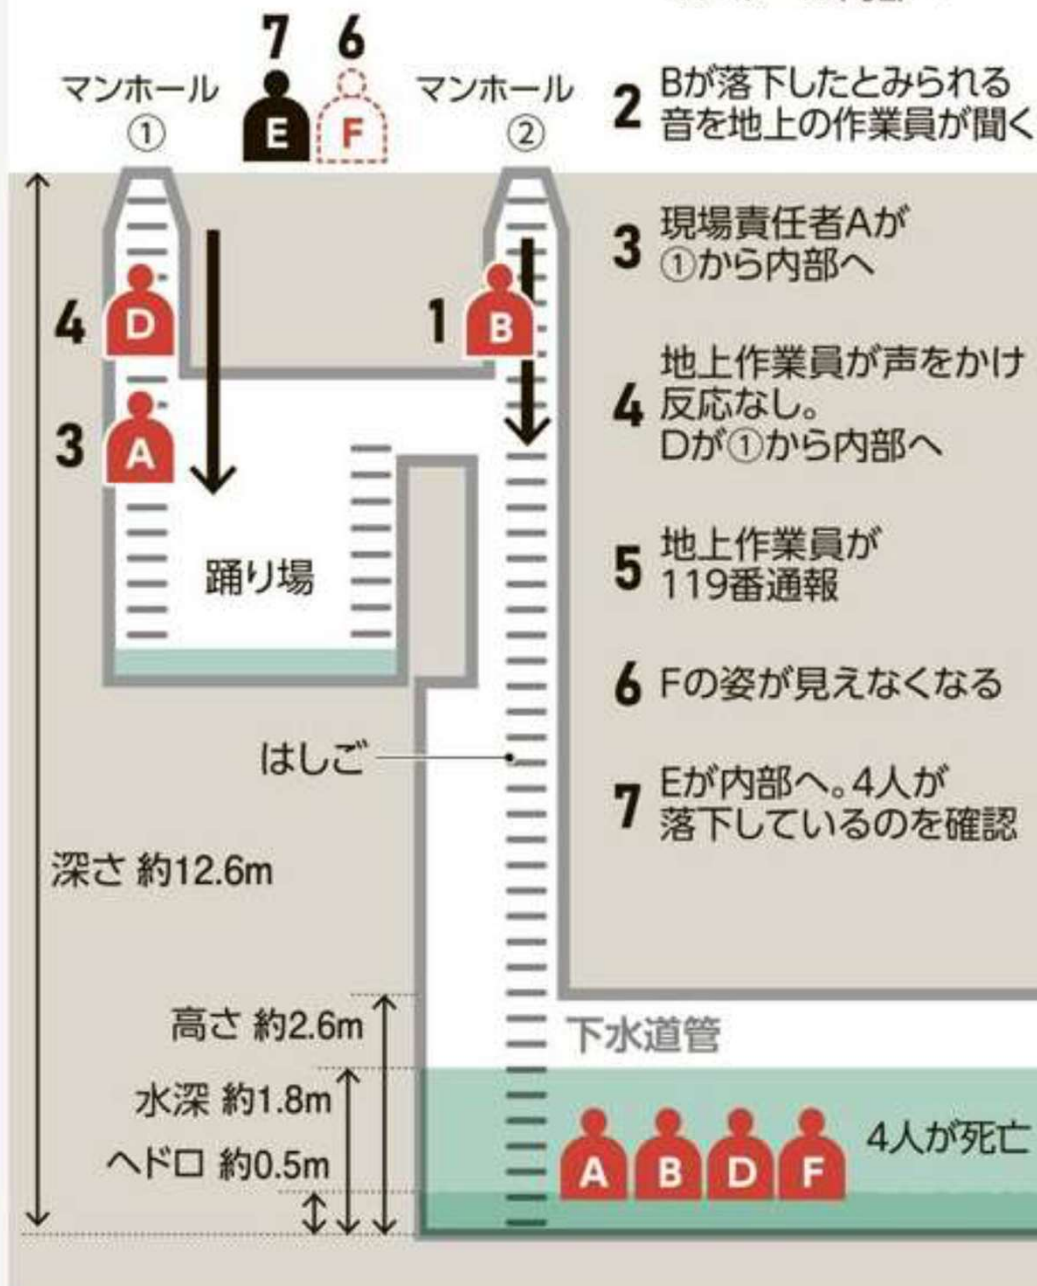 7 6
マンホール
①
E
F
マンホール
②
2 Bが落下したとみられる
音を地上の作業員が聞く
3 現場責任者Aが
①から内部へ
4 地上作業員が声をかけ
反応なし。
Dが①から内部へ
5 地上作業員が
119番通報
6 Fの姿が見えなくなる
7 Eが内部へ。4人が
落下しているのを確認
4 D
1 B
3 A
踊り場
はしご
深さ 約12.6m
高さ 約2.6m
下水道管
水深 約1.8m
ヘドロ 約0.5m
A B D F
4人が死亡